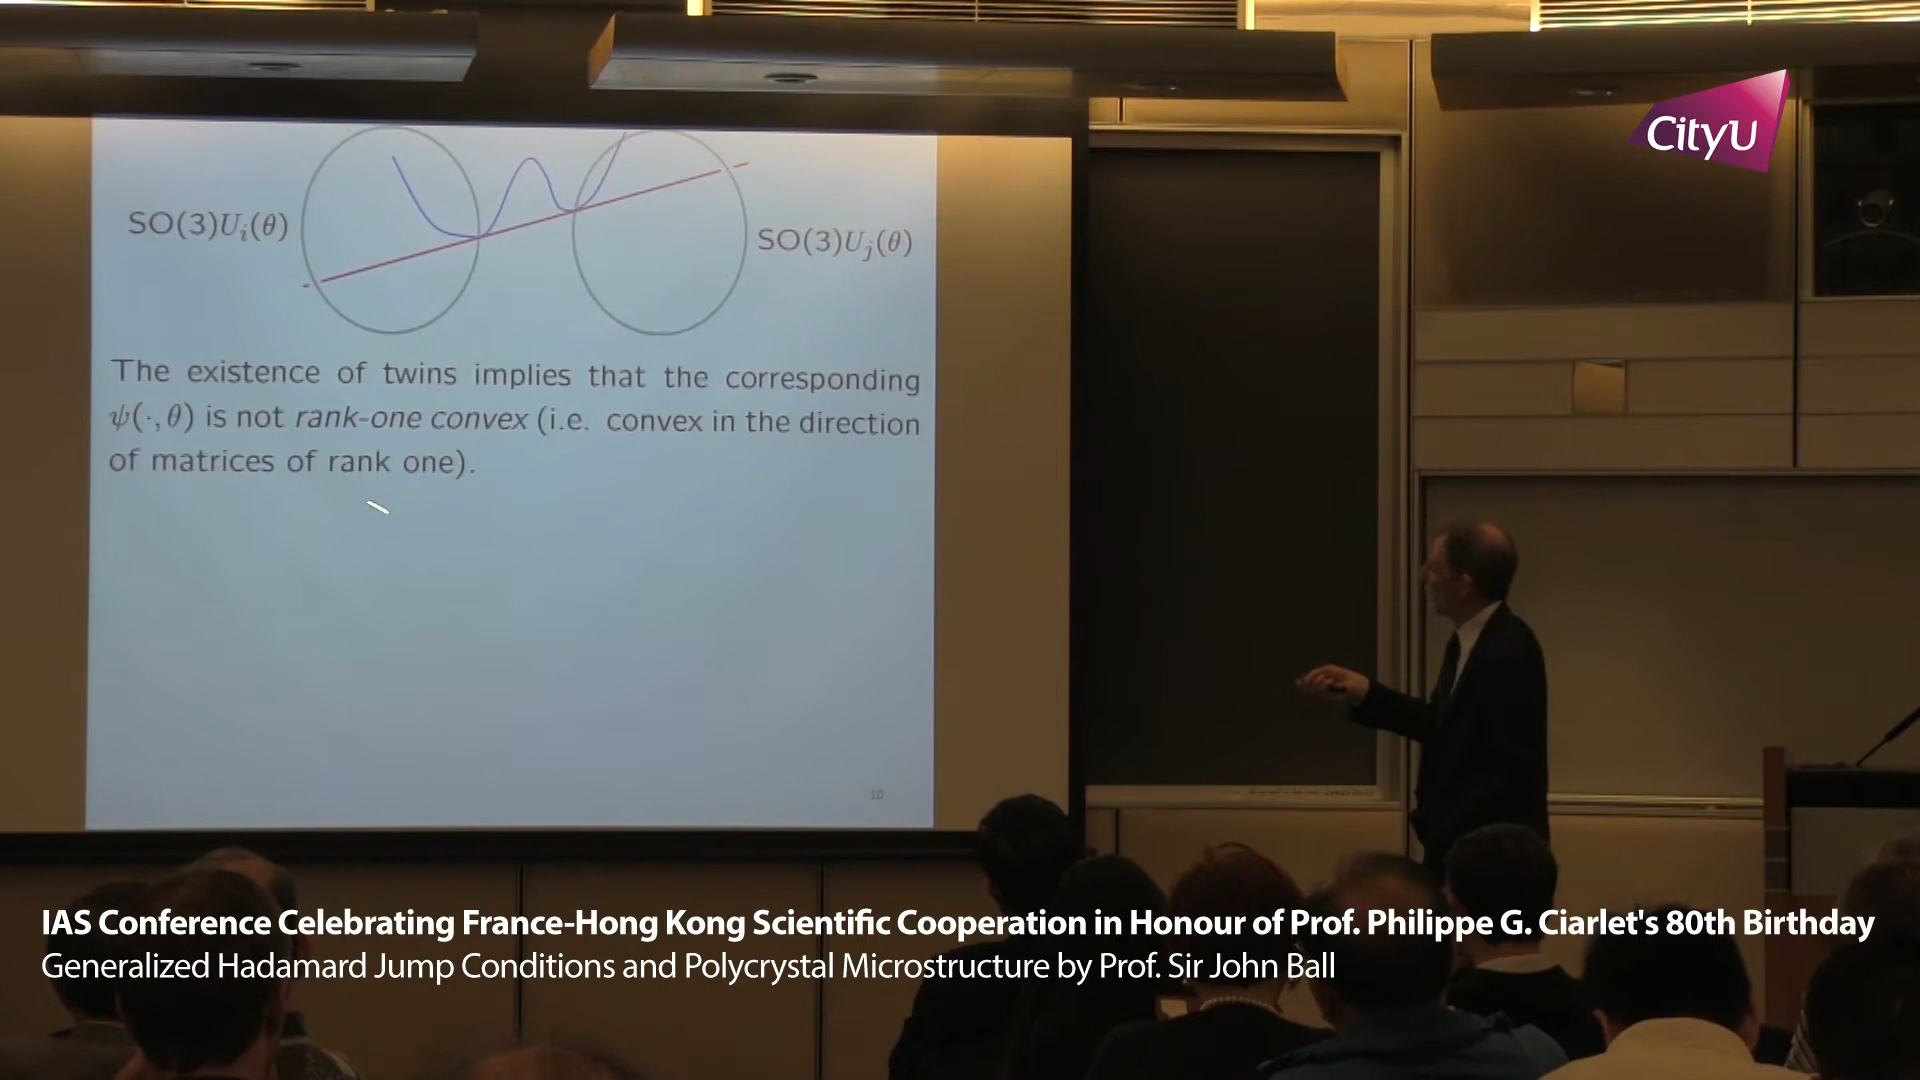 CityU
SO(3)Uᵢ(θ)
SO(3)Uⱼ(θ)
The existence of twins implies that the corresponding
ψ(·,θ) is not rank-one convex (i.e. convex in the direction
of matrices of rank one).
10
IAS Conference Celebrating France-Hong Kong Scientific Cooperation in Honour of Prof. Philippe G. Ciarlet's 80th Birthday
Generalized Hadamard Jump Conditions and Polycrystal Microstructure by Prof. Sir John Ball